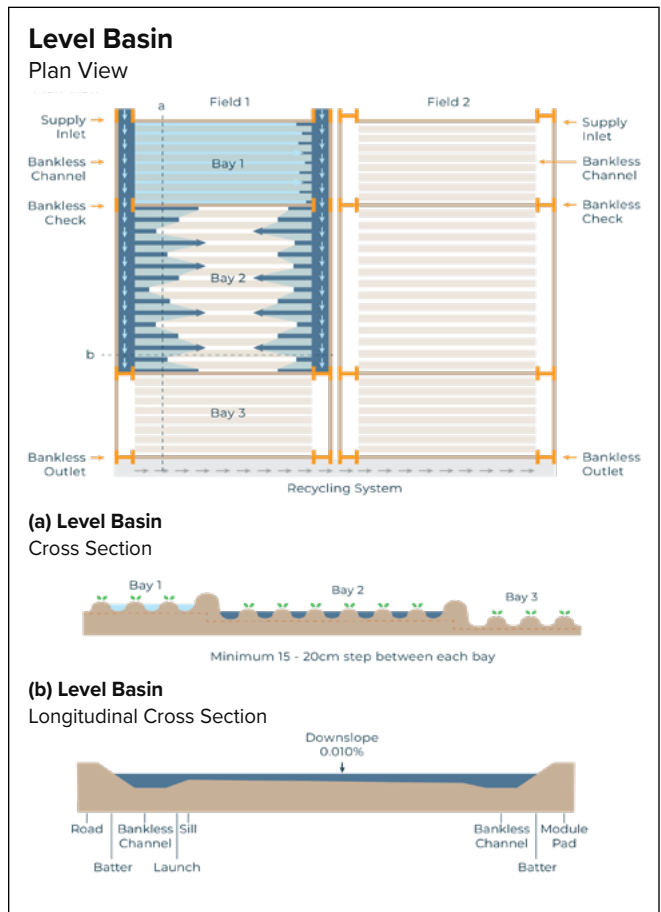 Level Basin
Plan View
a
Field 1
Field 2
Supply
Inlet
Bankless
Channel
Bankless
Check
Bay 1
Bay 2
b
Bay 3
Bankless
Outlet
Supply
Inlet
Bankless
Channel
Bankless
Check
Bankless
Outlet
Recycling System
(a) Level Basin
Cross Section
Bay 1
Bay 2
Bay 3
Minimum 15 - 20cm step between each bay
(b) Level Basin
Longitudinal Cross Section
Downslope
0.010%
Road
Bankless
Channel
Sill
Bankless
Channel
Module
Pad
Batter
Launch
Batter